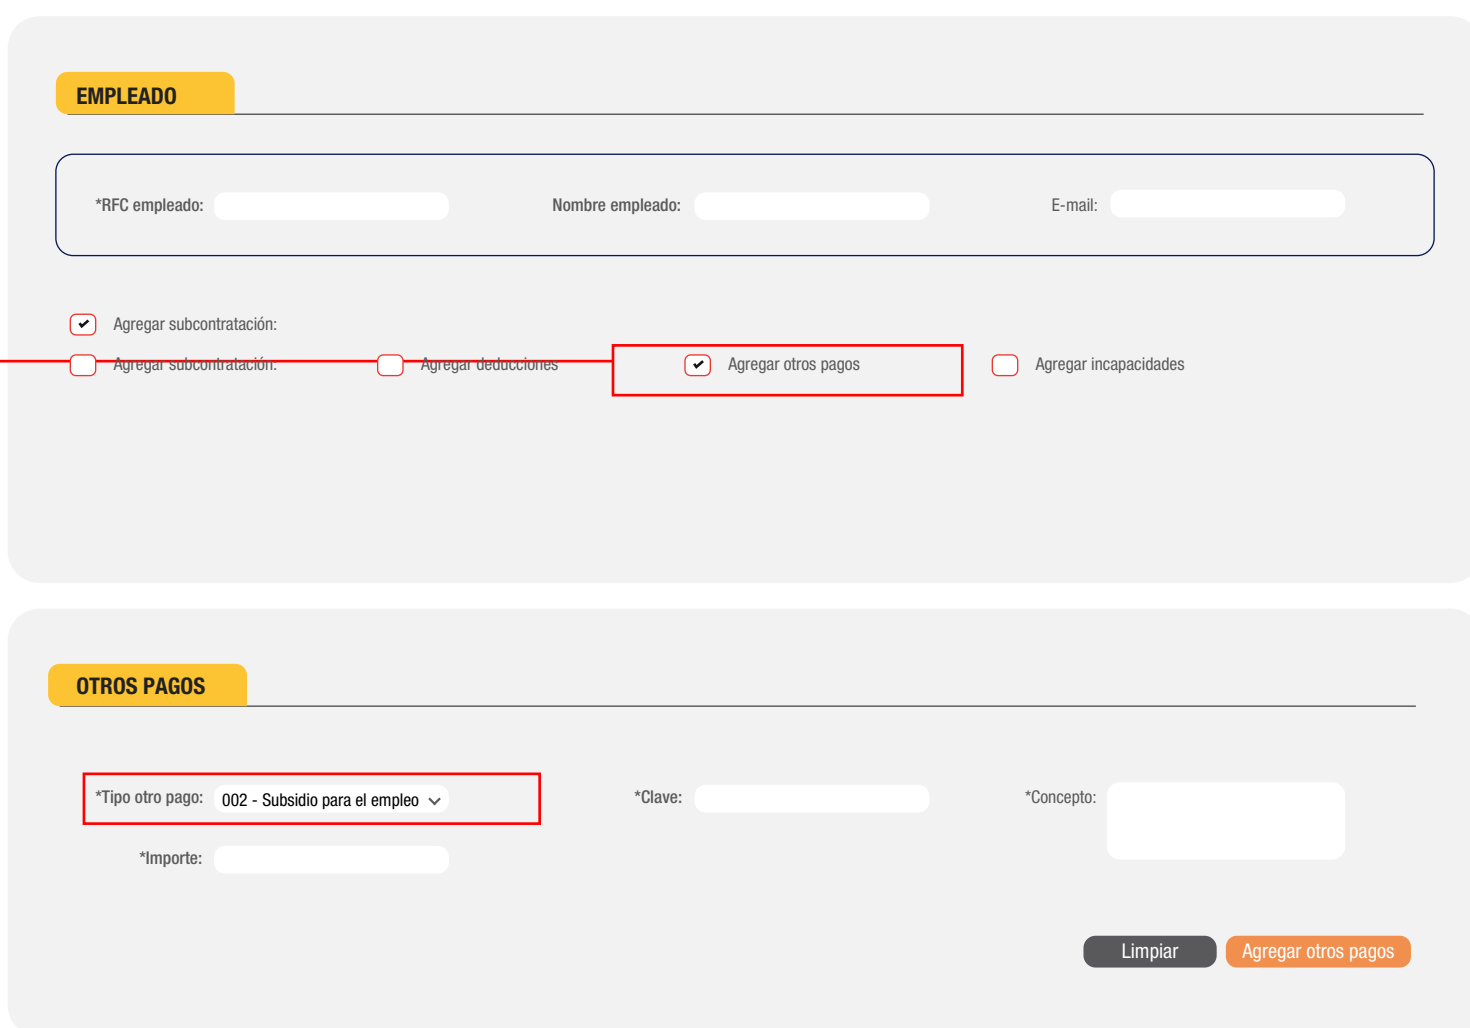 EMPLEADO
*RFC empleado: Nombre empleado: E-mail:
Agregar subcontratación:
Agregar subcontratación: Agregar deducciones Agregar otros pagos Agregar incapacidades
OTROS PAGOS
*Tipo otro pago: 002 - Subsidio para el empleo *Clave: *Concepto:
*Importe:
Limpiar Agregar otros pagos